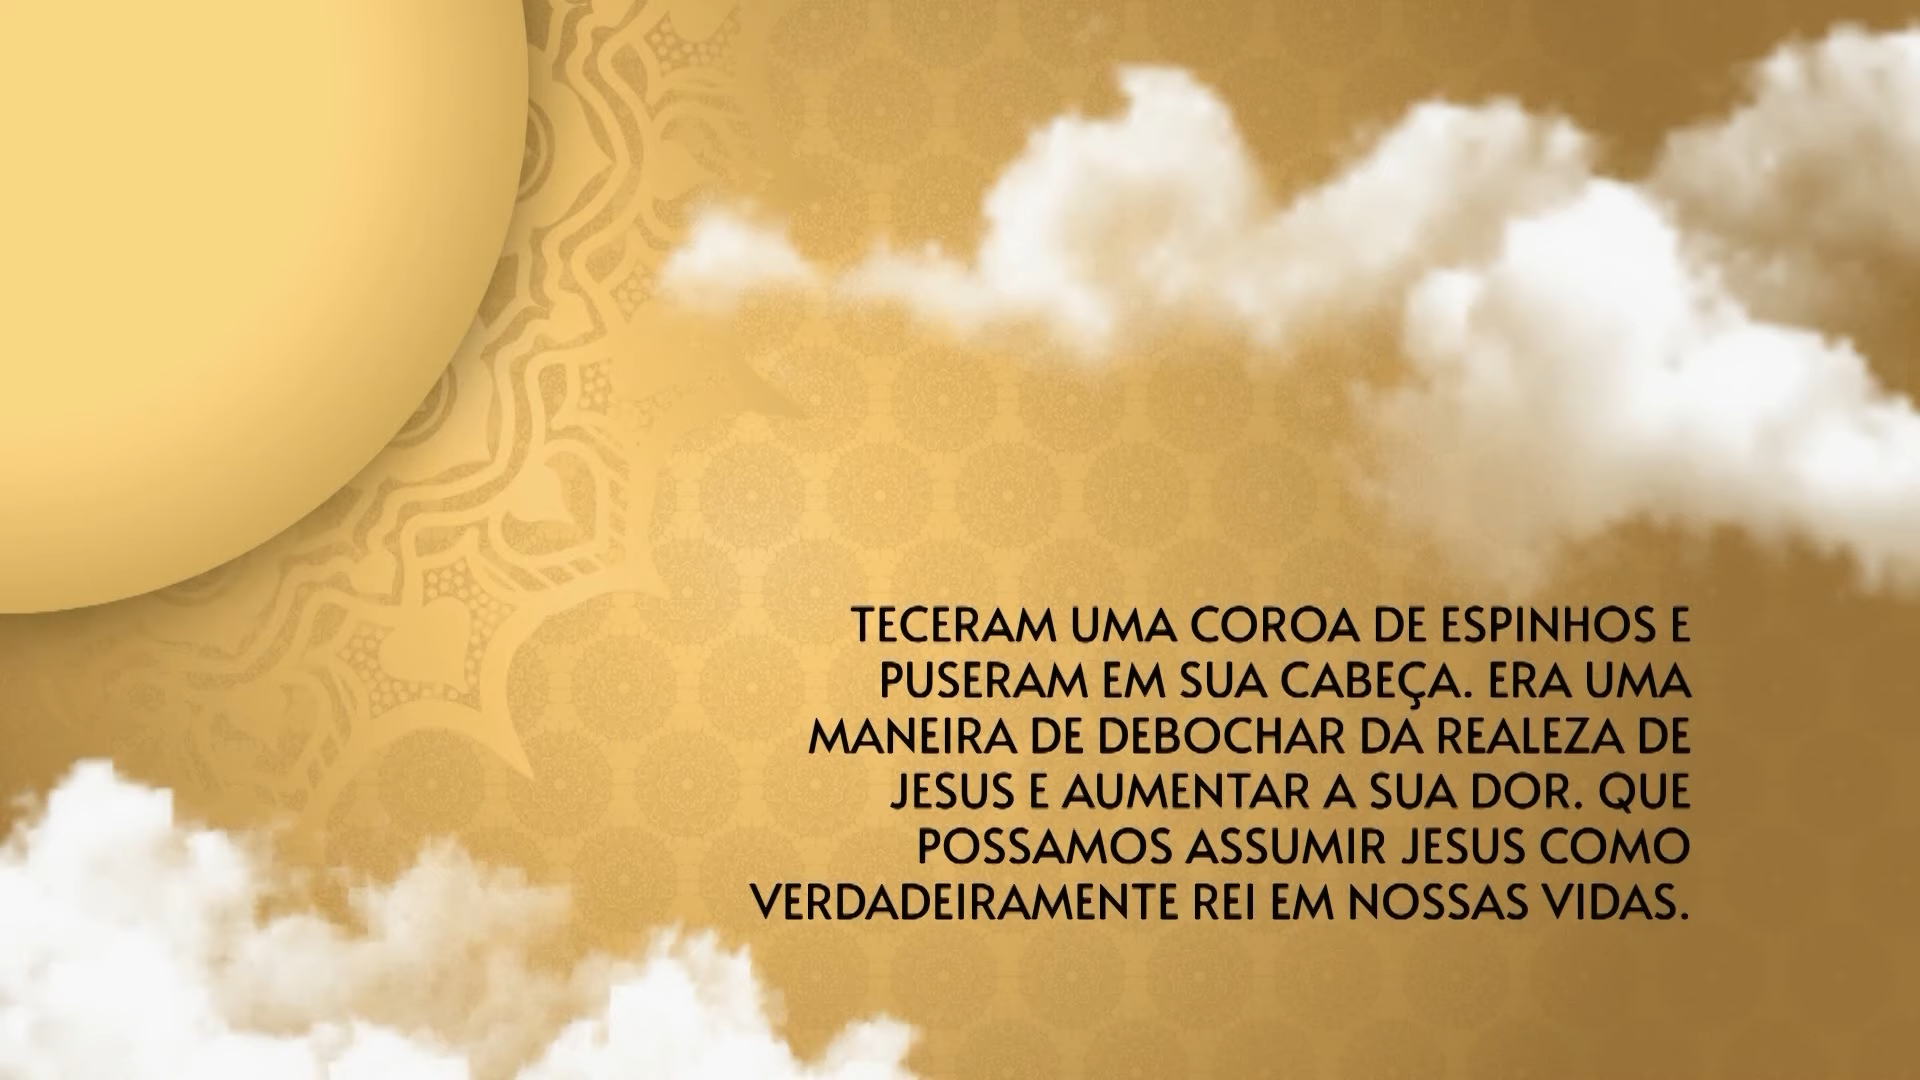 TECERAM UMA COROA DE ESPINHOS E
PUSERAM EM SUA CABEÇA. ERA UMA
MANEIRA DE DEBOCHAR DA REALEZA DE
JESUS E AUMENTAR A SUA DOR. QUE
POSSAMOS ASSUMIR JESUS COMO
VERDADEIRAMENTE REI EM NOSSAS VIDAS.